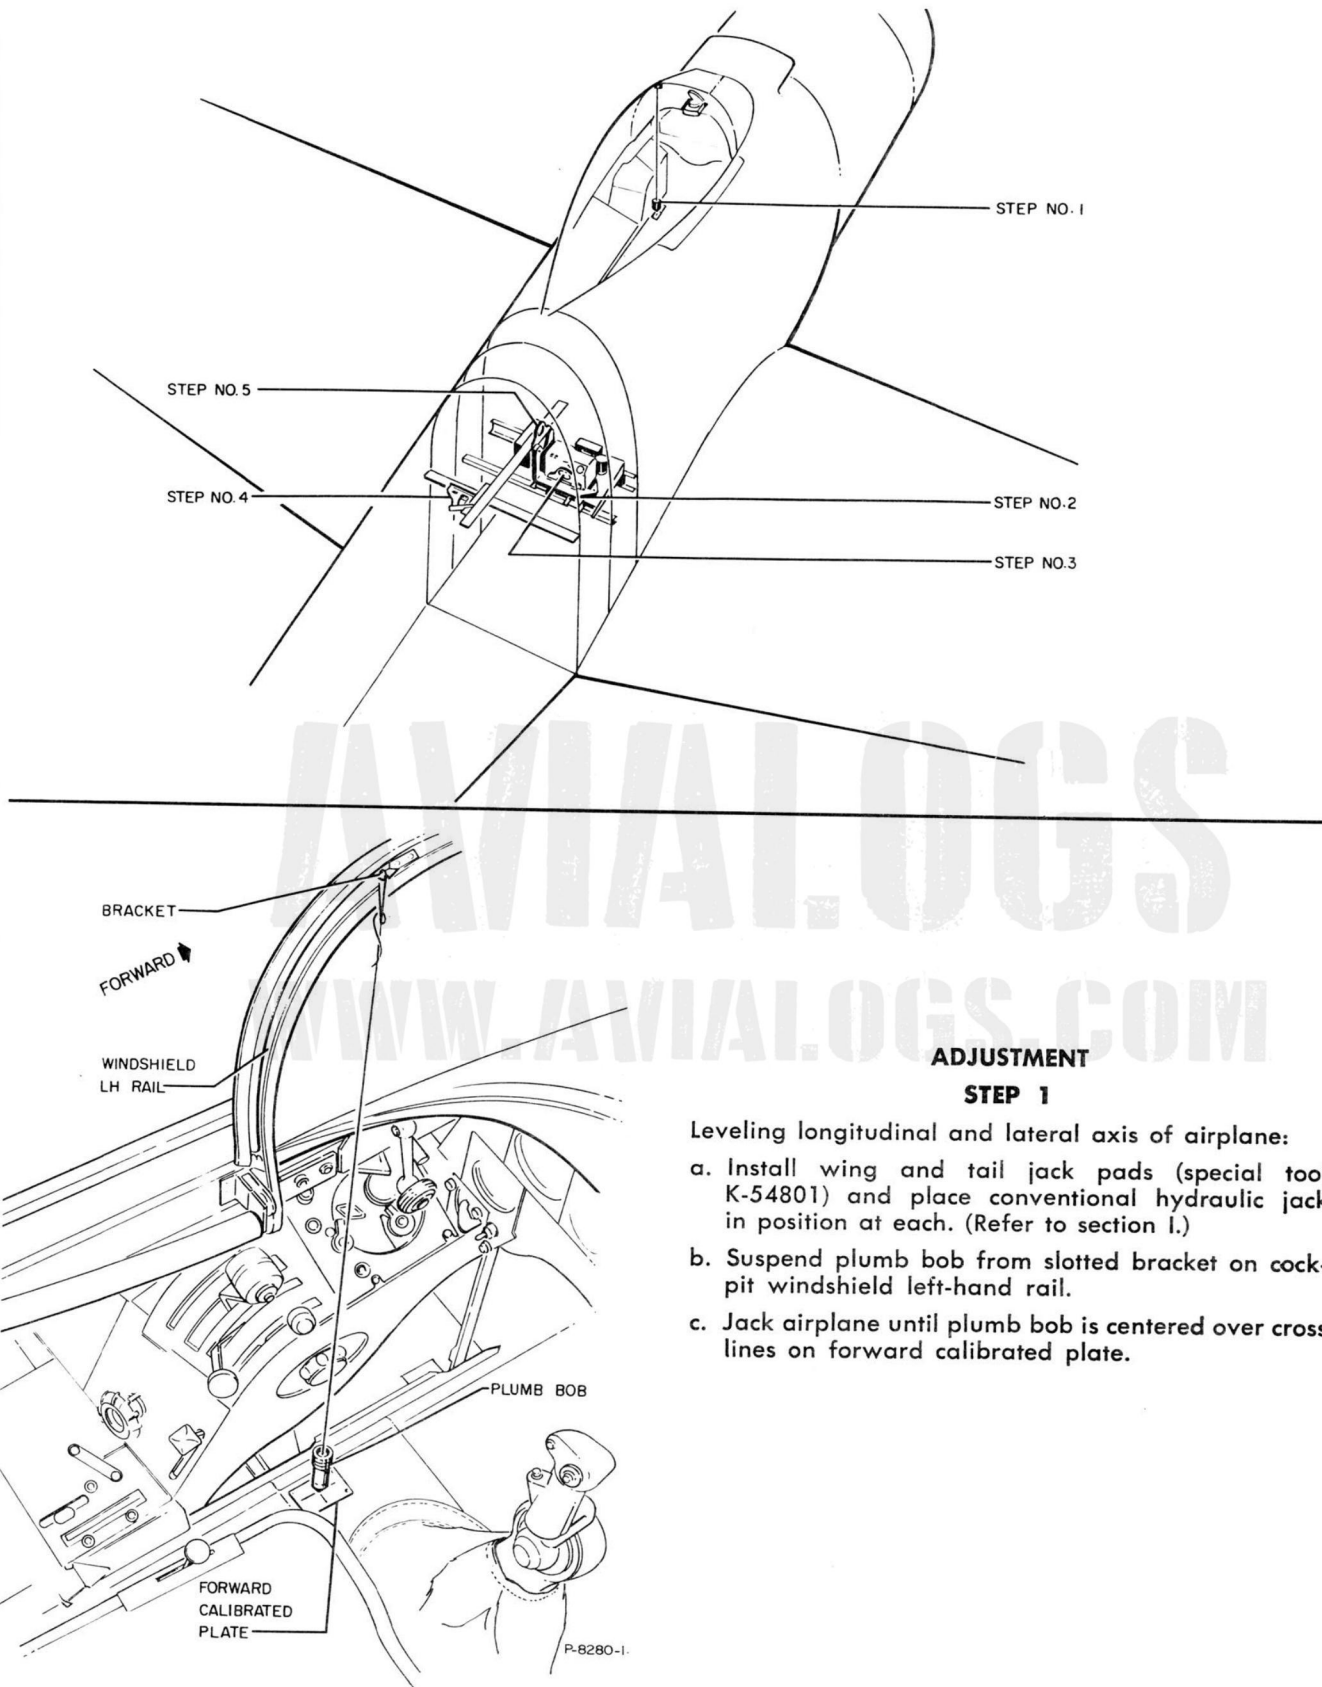 STEP NO. 1
STEP NO. 5
STEP NO. 4
STEP NO. 2
STEP NO. 3
AVIALOGS
WWW.AVIALOGS.COM
BRACKET
FORWARD
WINDSHIELD
LH RAIL
PLUMB BOB
FORWARD
CALIBRATED
PLATE
P-8280-1
ADJUSTMENT
STEP 1
Leveling longitudinal and lateral axis of airplane:
a. Install wing and tail jack pads (special too
K-54801) and place conventional hydraulic jack
in position at each. (Refer to section I.)
b. Suspend plumb bob from slotted bracket on cock-
pit windshield left-hand rail.
c. Jack airplane until plumb bob is centered over cross
lines on forward calibrated plate.